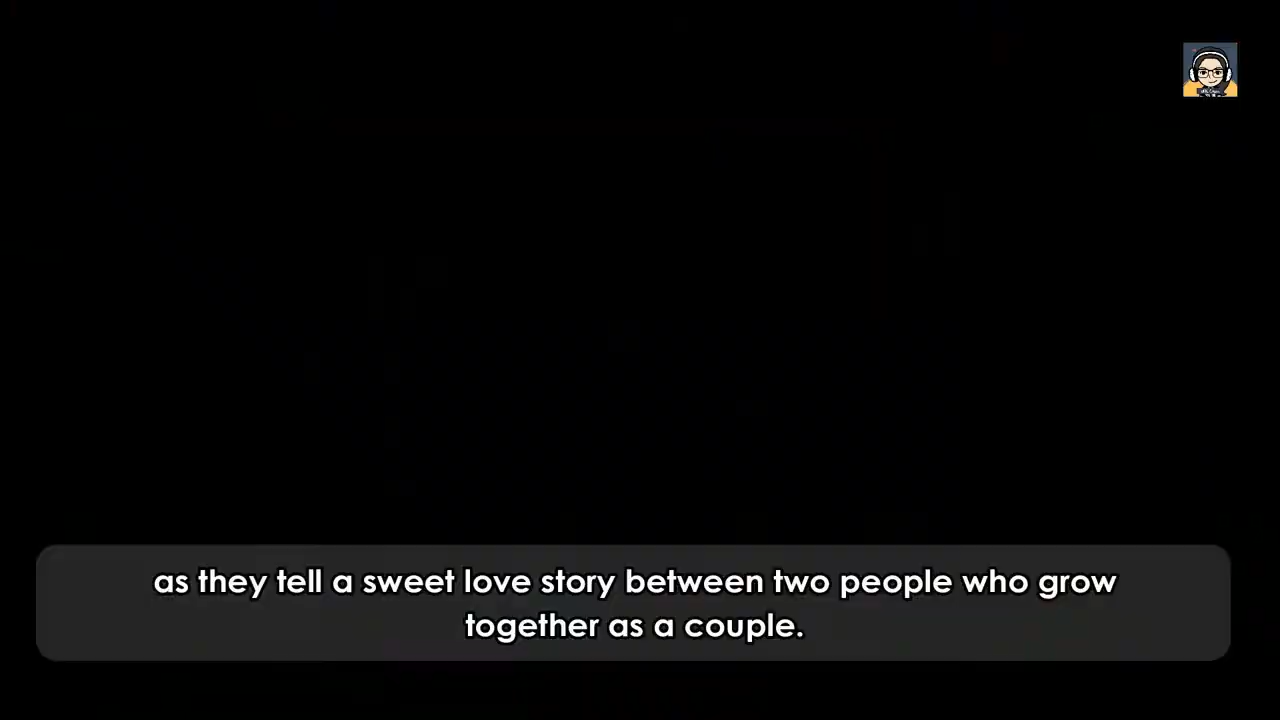 as they tell a sweet love story between two people who grow
together as a couple.